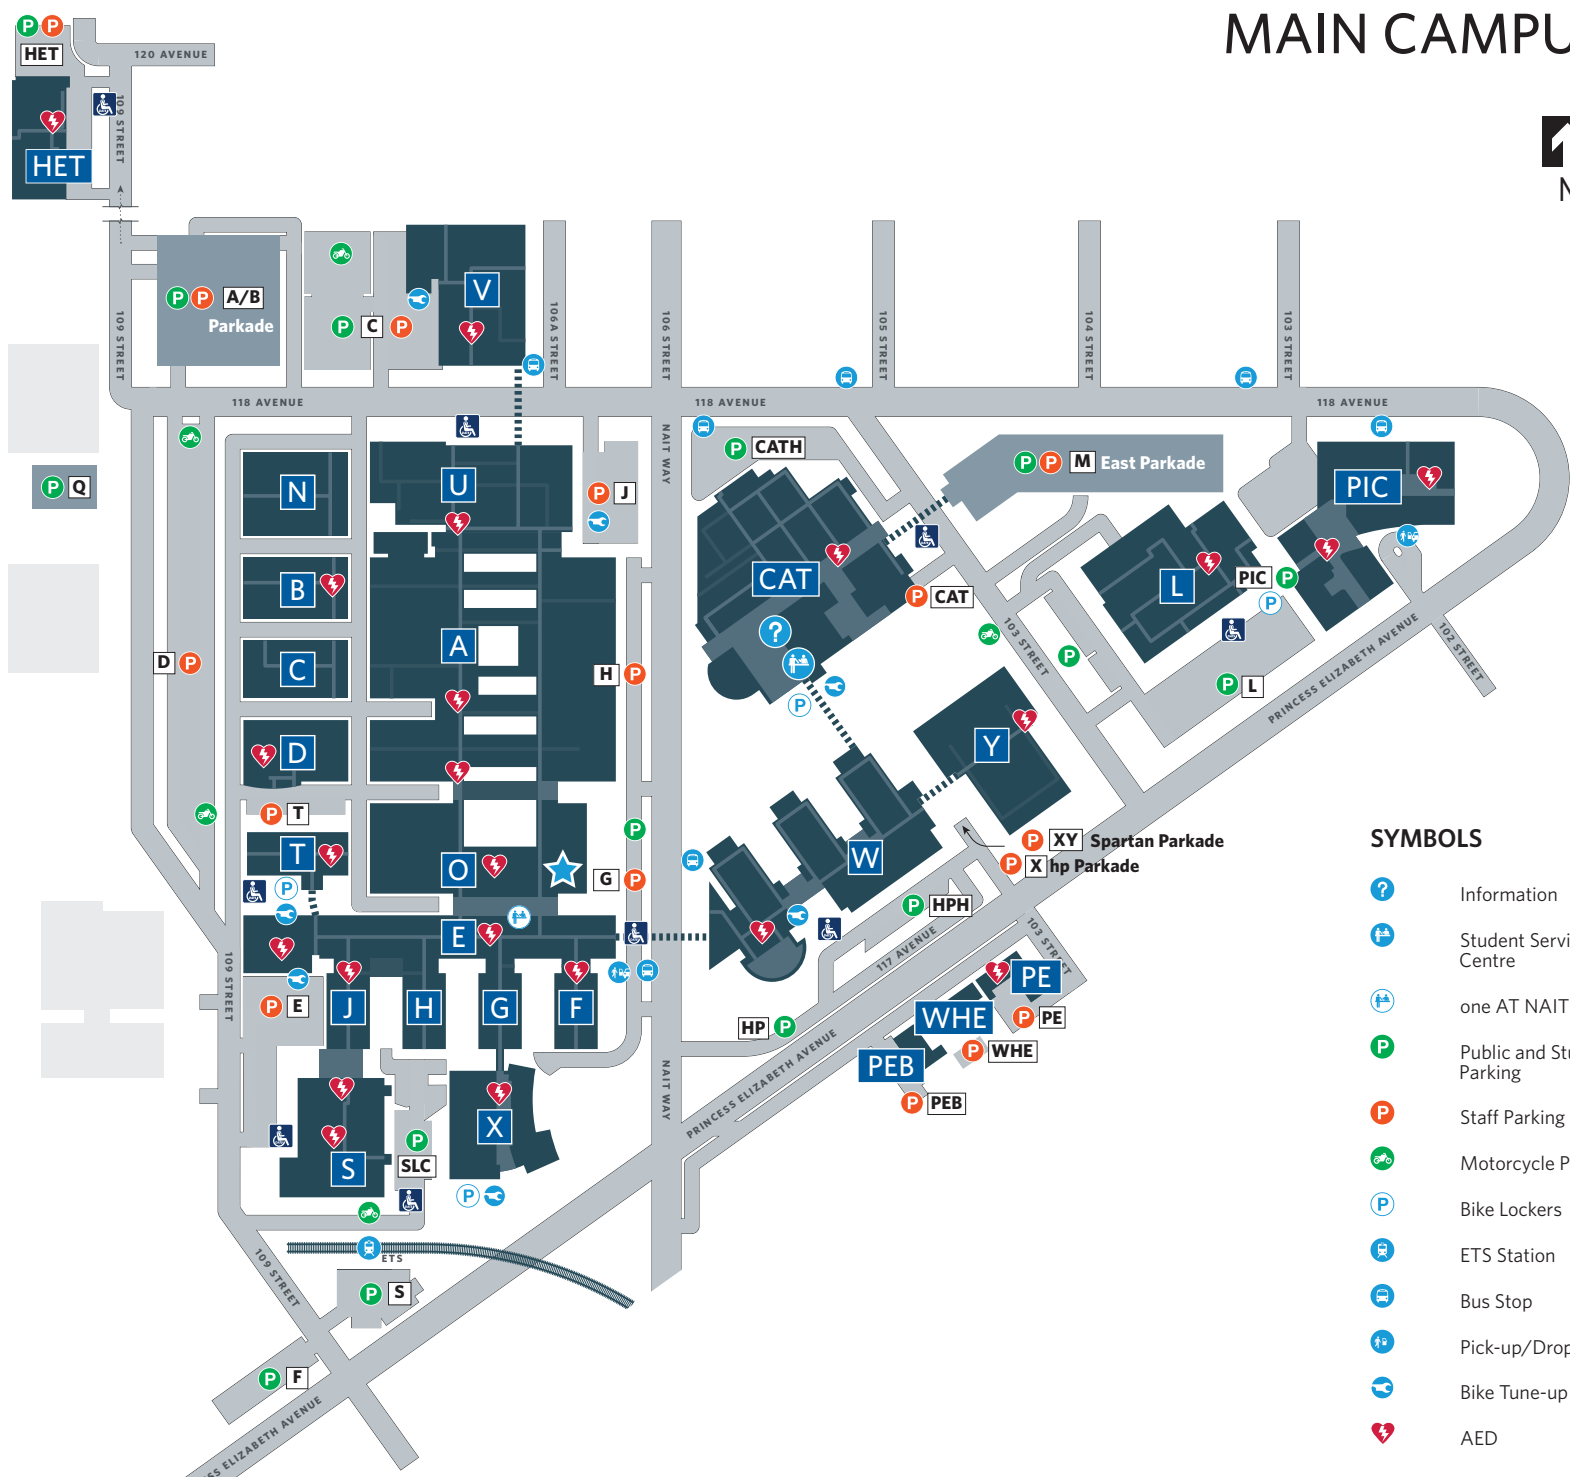 MAIN CAMPU
N
P P
HET
120 AVENUE
109 STREET
HET
P P A/B
Parkade
P C P
V
109 STREET
106A STREET
106 STREET
105 STREET
104 STREET
103 STREET
118 AVENUE
118 AVENUE
118 AVENUE
NAIT WAY
P CATH
P P M East Parkade
P Q
N
U
P J
PIC
B
CAT
L
PIC P
P
P CAT
A
C
D P
H P
103 STREET
P
P L
102 STREET
PRINCESS ELIZABETH AVENUE
P
D
Y
P T
P
T
O
G P
W
P XY Spartan Parkade
P X hp Parkade
P
E
P HPH
117 AVENUE
103 STREET
109 STREET
P E
J
H
G
F
HP P
WHE
PE
P PE
P WHE
PEB
P PEB
NAIT WAY
PRINCESS ELIZABETH AVENUE
X
P
SLC
S
P
ETS
109 STREET
P S
P F
SS ELIZABETH AVENUE
SYMBOLS
? Information
Student Servi
Centre
one AT NAIT
P Public and Stu
Parking
P Staff Parking
Motorcycle P
P Bike Lockers
ETS Station
Bus Stop
Pick-up/Drop
Bike Tune-up
AED